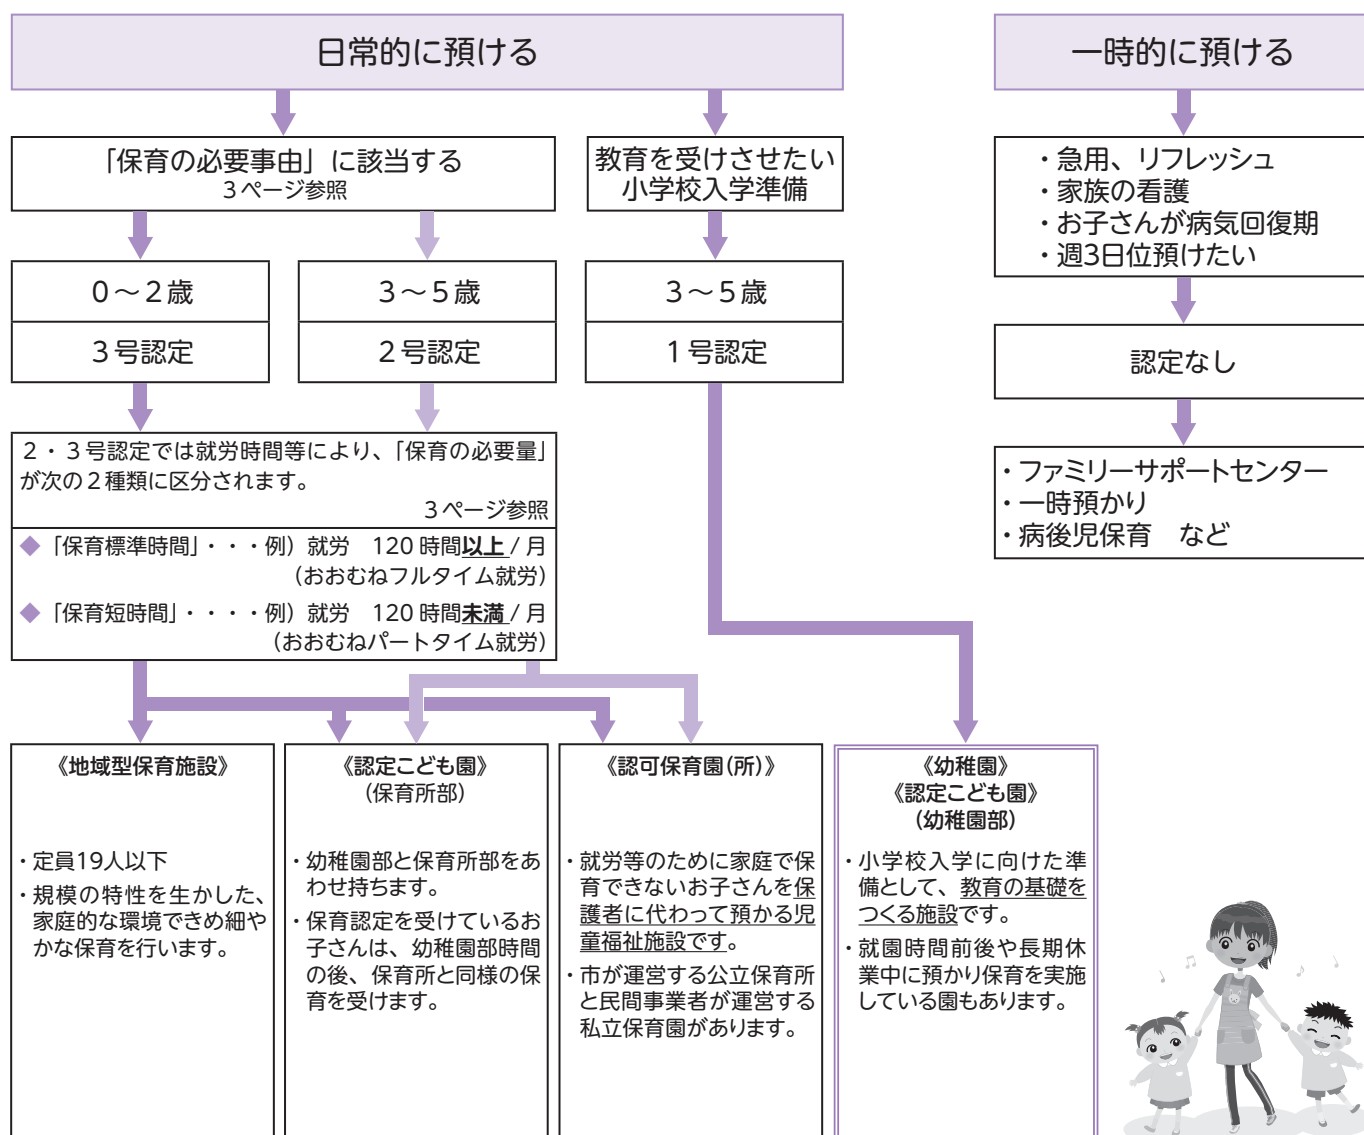 日常的に預ける
一時的に預ける
「保育の必要事由」に該当する
3ページ参照
教育を受けさせたい
小学校入学準備
・急用、リフレッシュ
・家族の看護
・お子さんが病気回復期
・週3日位預けたい
0～2歳
3号認定
3～5歳
2号認定
3～5歳
1号認定
認定なし
2・3号認定では就労時間等により、「保育の必要量」
が次の2種類に区分されます。
3ページ参照
◆「保育標準時間」・・・例）就労　120時間以上/月
（おおむねフルタイム就労）
◆「保育短時間」・・・・例）就労　120時間未満/月
（おおむねパートタイム就労）
・ファミリーサポートセンター
・一時預かり
・病後児保育　など
《地域型保育施設》
・定員19人以下
・規模の特性を生かした、
家庭的な環境できめ細や
かな保育を行います。
《認定こども園》
（保育所部）
・幼稚園部と保育所部をあ
わせ持ちます。
・保育認定を受けているお
子さんは、幼稚園部時間
の後、保育所と同様の保
育を受けます。
《認可保育園（所）》
・就労等のために家庭で保
育できないお子さんを保
護者に代わって預かる児
童福祉施設です。
・市が運営する公立保育所
と民間事業者が運営する
私立保育園があります。
《幼稚園》
《認定こども園》
（幼稚園部）
・小学校入学に向けた準
備として、教育の基礎を
つくる施設です。
・就園時間前後や長期休
業中に預かり保育を実施
している園もあります。